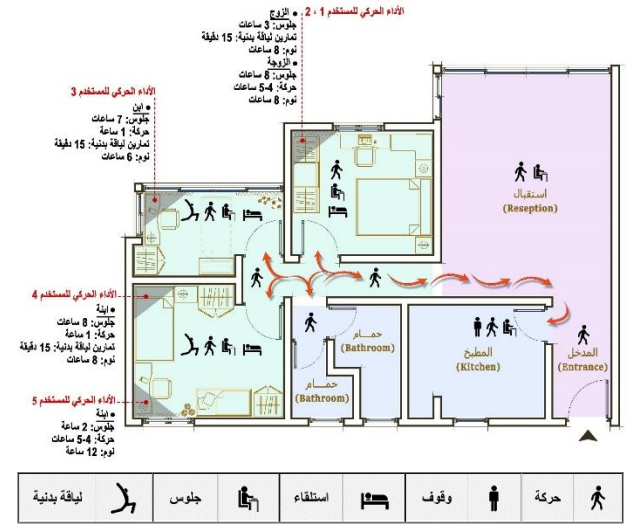 الأداء الحركي للمستخدم 1 ، 2
• الزوج
جلوس: 3 ساعات
تمارين لياقة بدنية: 15 دقيقة
نوم: 8 ساعات
• الزوجة
جلوس: 8 ساعات
حركة: 4-5 ساعات
نوم: 8 ساعات
الأداء الحركي للمستخدم 3
• ابن
جلوس: 7 ساعات
حركة: 1 ساعة
تمارين لياقة بدنية: 15 دقيقة
نوم: 6 ساعات
استقبال
(Reseption)
الأداء الحركي للمستخدم 4
• ابنة
جلوس: 8 ساعات
حركة: 1 ساعة
تمارين لياقة بدنية: 15 دقيقة
نوم: 8 ساعات
حمام
(Bathroom)
المطبخ
(Kitchen)
المدخل
(Entrance)
حمام
(Bathroom)
الأداء الحركي للمستخدم 5
• ابنة
جلوس: 2 ساعة
حركة: 4-5 ساعات
نوم: 12 ساعة
حركة
وقوف
استلقاء
جلوس
لياقة بدنية